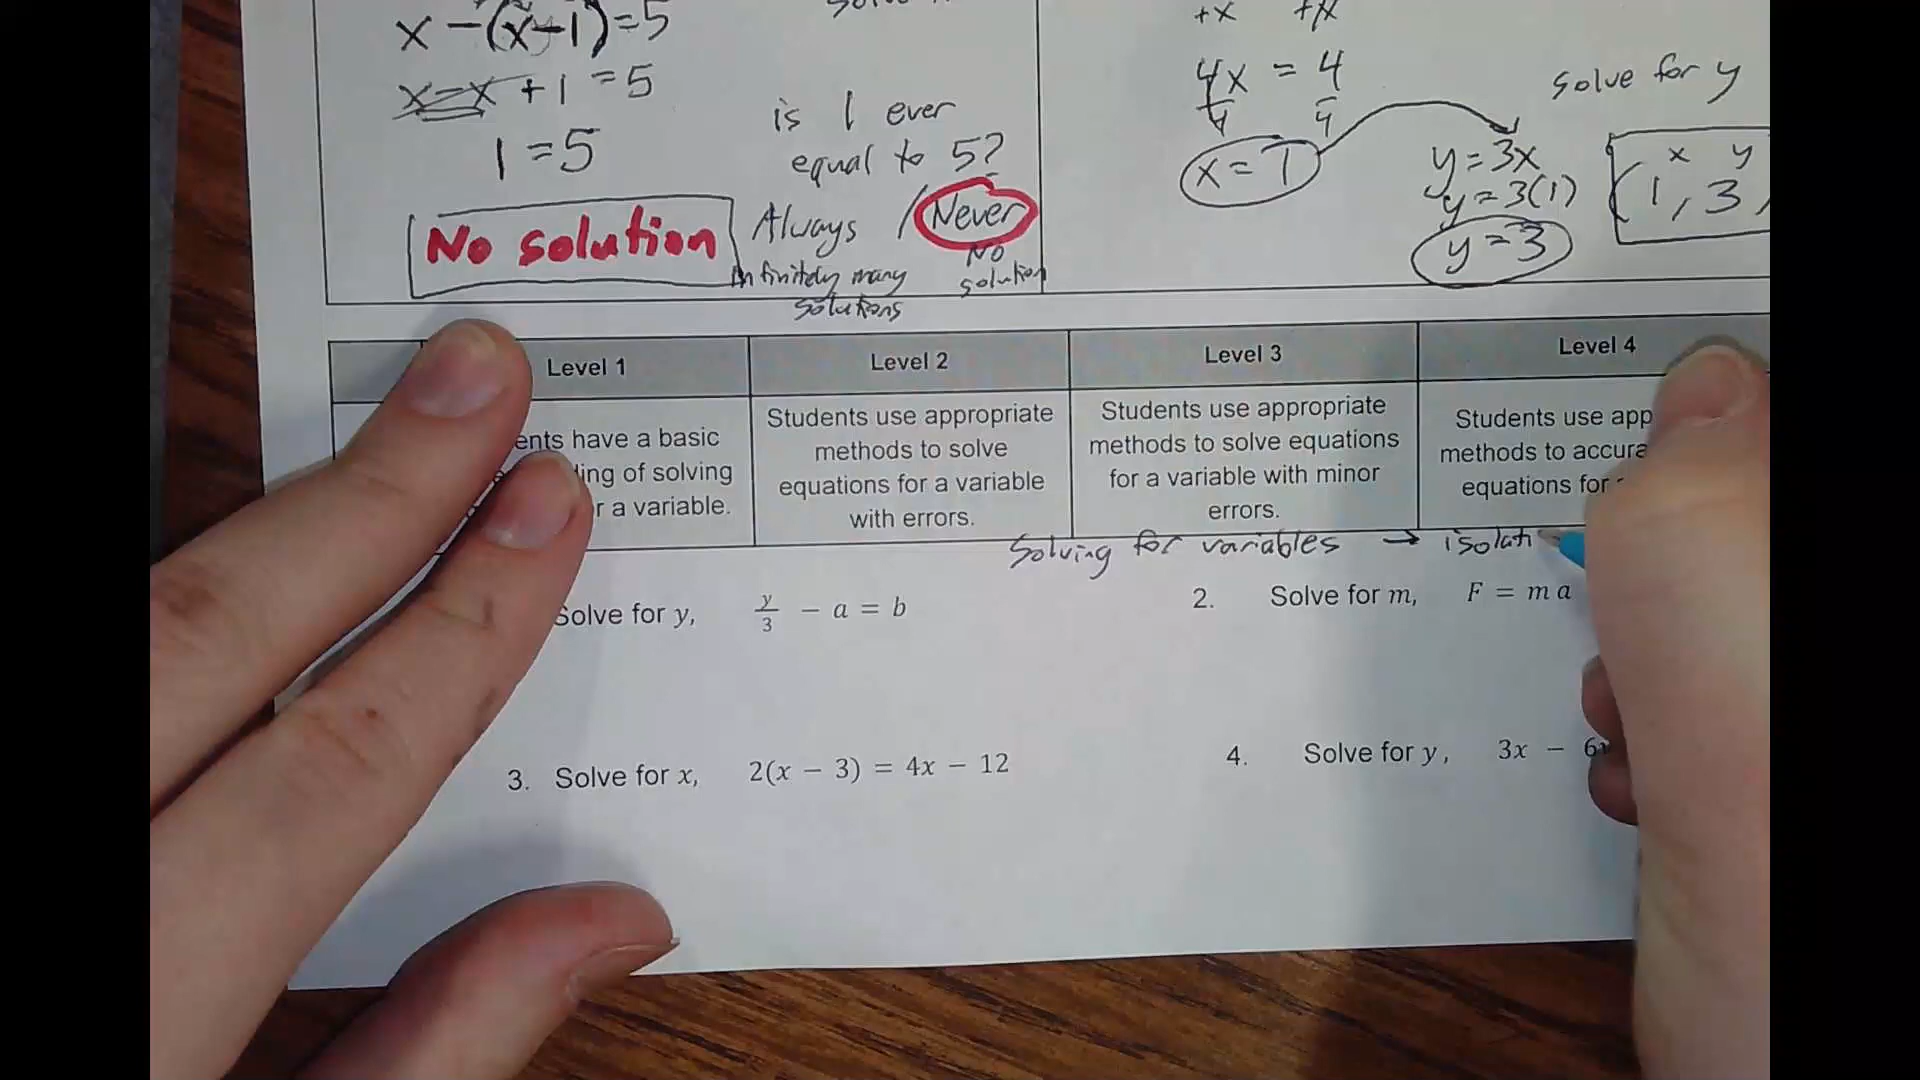 x - (x-1) = 5
x - x + 1 = 5
1 = 5
No solution
is 1 ever
equal to 5?
Always / Never
Infinitely many
solutions
No
solution
+x +x
4x = 4
4 4
x = 1
solve for y
y = 3x
y = 3(1)
y = 3
x y
(1, 3)
Level 1
Level 2
Level 3
Level 4
ents have a basic
ing of solving
r a variable.
Students use appropriate
methods to solve
equations for a variable
with errors.
Students use appropriate
methods to solve equations
for a variable with minor
errors.
Students use app
methods to accura
equations for
Solving for variables → isolati
Solve for y, y/3 − a = b
2. Solve for m, F = m a
3. Solve for x, 2(x − 3) = 4x − 12
4. Solve for y, 3x − 6